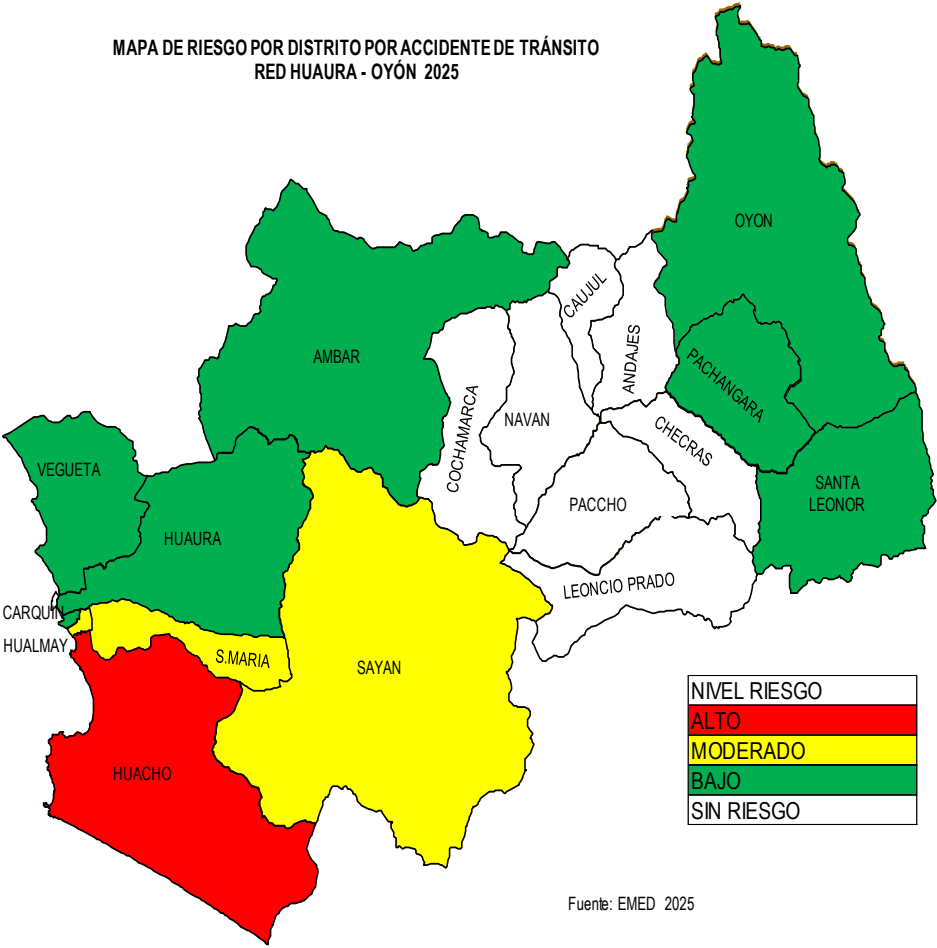 MAPA DE RIESGO POR DISTRITO POR ACCIDENTE DE TRÁNSITO
RED HUAURA - OYÓN 2025
OYON
CAUJUL
ANDAJES
AMBAR
PACHANGARA
COCHAMARCA
NAVAN
CHECRAS
VEGUETA
SANTA
LEONOR
PACCHO
HUAURA
LEONCIO PRADO
CARQUIN
HUALMAY
S.MARIA
SAYAN
HUACHO
NIVEL RIESGO
ALTO
MODERADO
BAJO
SIN RIESGO
Fuente: EMED 2025